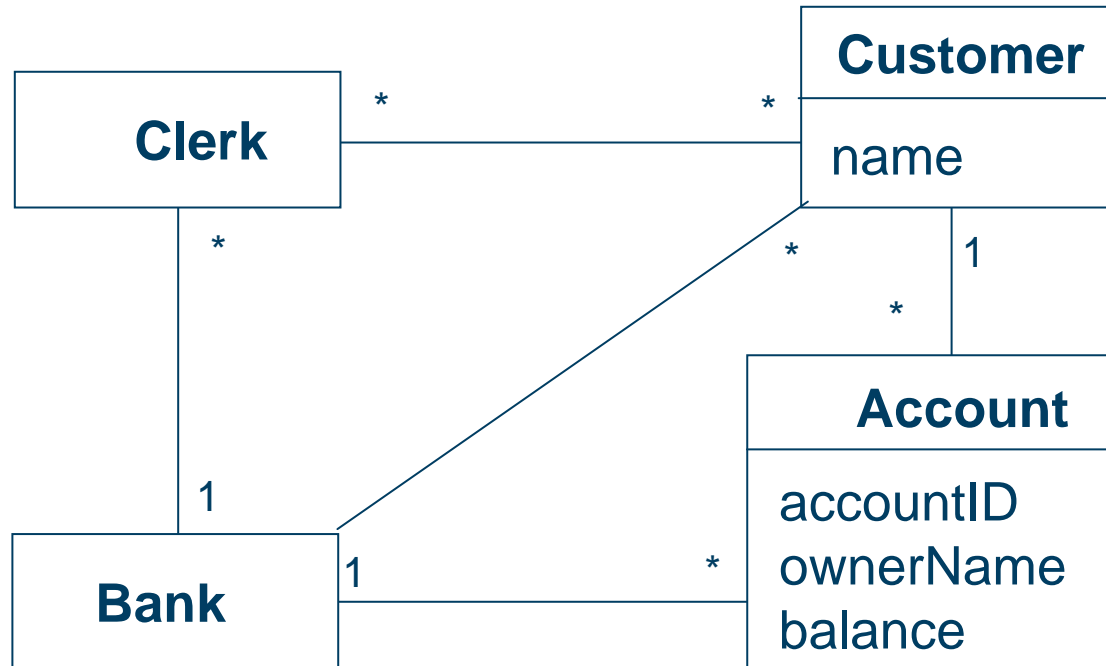 Customer
* *
Clerk
name
*
* 1
*
Account
1
accountID
1 *
ownerName
Bank
balance